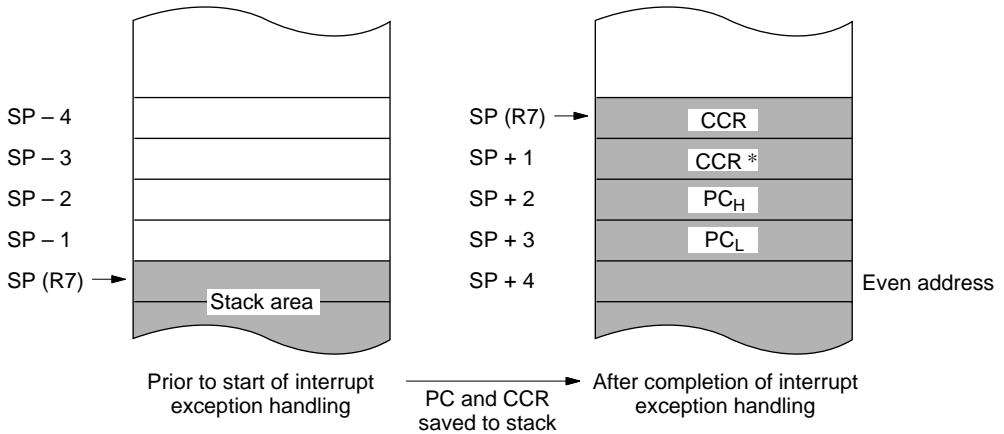 SP – 4
SP – 3
SP – 2
SP – 1
SP (R7)
Stack area
SP (R7)
SP + 1
SP + 2
SP + 3
SP + 4
CCR
CCR *
PCH
PCL
Even address
Prior to start of interrupt
exception handling
PC and CCR
saved to stack
After completion of interrupt
exception handling